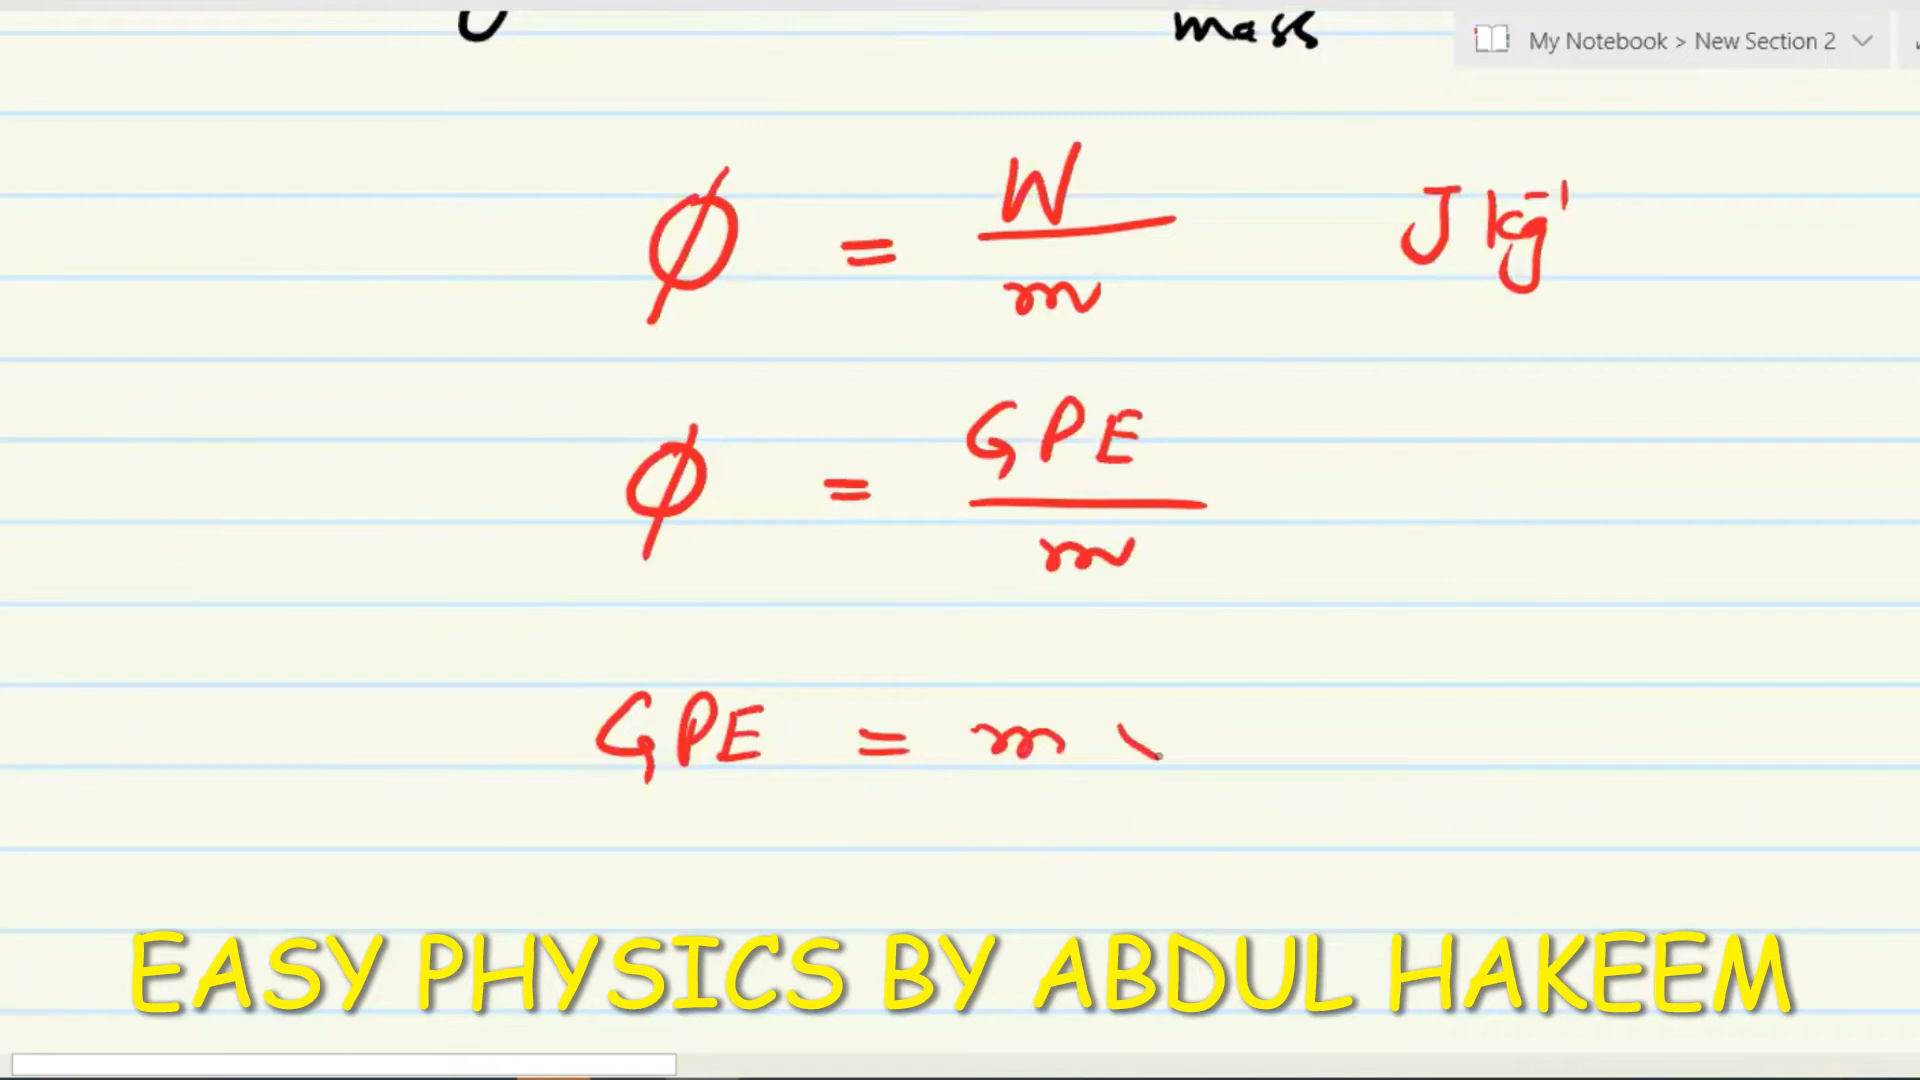 mass
My Notebook > New Section 2
φ = W/m J kg⁻¹
φ = GPE/m
GPE = m
EASY PHYSICS BY ABDUL HAKEEM